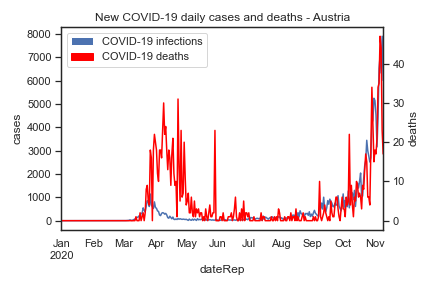 New COVID-19 daily cases and deaths - Austria
COVID-19 infections
COVID-19 deaths
8000
7000
6000
5000
4000
3000
2000
1000
0
cases
40
30
20
10
0
deaths
Jan Feb Mar Apr May Jun Jul Aug Sep Oct Nov
2020
dateRep